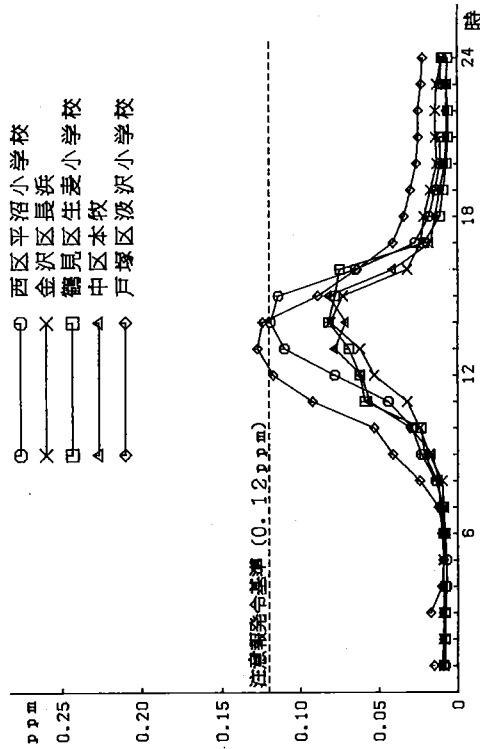 西区平沼小学校
金沢区長浜
鶴見区生麦小学校
中区本牧
戸塚区汲沢小学校
ppm
0.25
0.20
0.15
注意報発令基準 (0.12ppm)
0.10
0.05
0
6
12
18
24
時